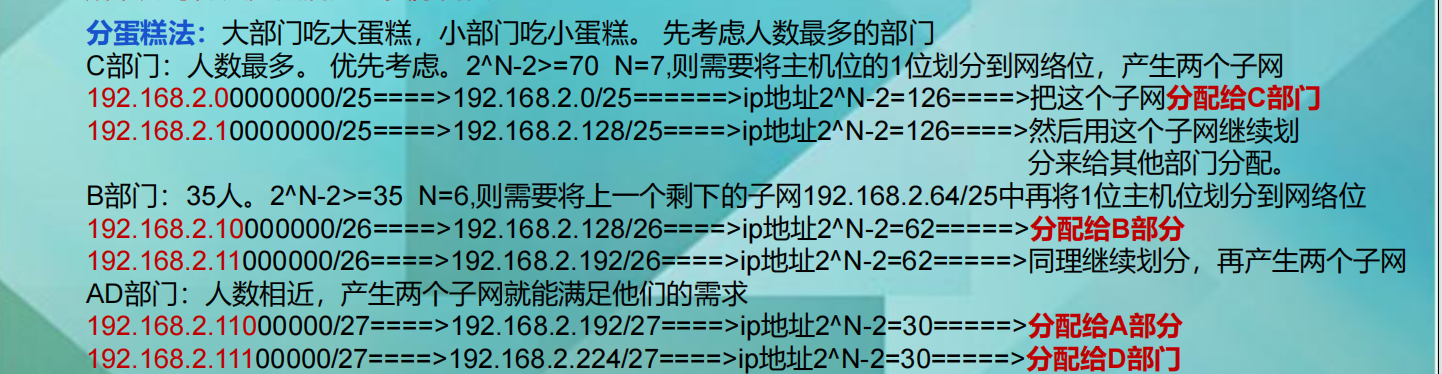 分蛋糕法：大部门吃大蛋糕，小部门吃小蛋糕。 先考虑人数最多的部门
C部门：人数最多。 优先考虑。2^N-2>=70  N=7,则需要将主机位的1位划分到网络位，产生两个子网
192.168.2.00000000/25====>192.168.2.0/25======>ip地址2^N-2=126====>把这个子网分配给C部门
192.168.2.10000000/25====>192.168.2.128/25====>ip地址2^N-2=126====>然后用这个子网继续划
分来给其他部门分配。
B部门：35人。2^N-2>=35  N=6,则需要将上一个剩下的子网192.168.2.64/25中再将1位主机位划分到网络位
192.168.2.10000000/26====>192.168.2.128/26====>ip地址2^N-2=62=====>分配给B部分
192.168.2.11000000/26====>192.168.2.192/26====>ip地址2^N-2=62=====>同理继续划分，再产生两个子网
AD部门：人数相近，产生两个子网就能满足他们的需求
192.168.2.11000000/27====>192.168.2.192/27====>ip地址2^N-2=30=====>分配给A部分
192.168.2.11100000/27====>192.168.2.224/27====>ip地址2^N-2=30=====>分配给D部门